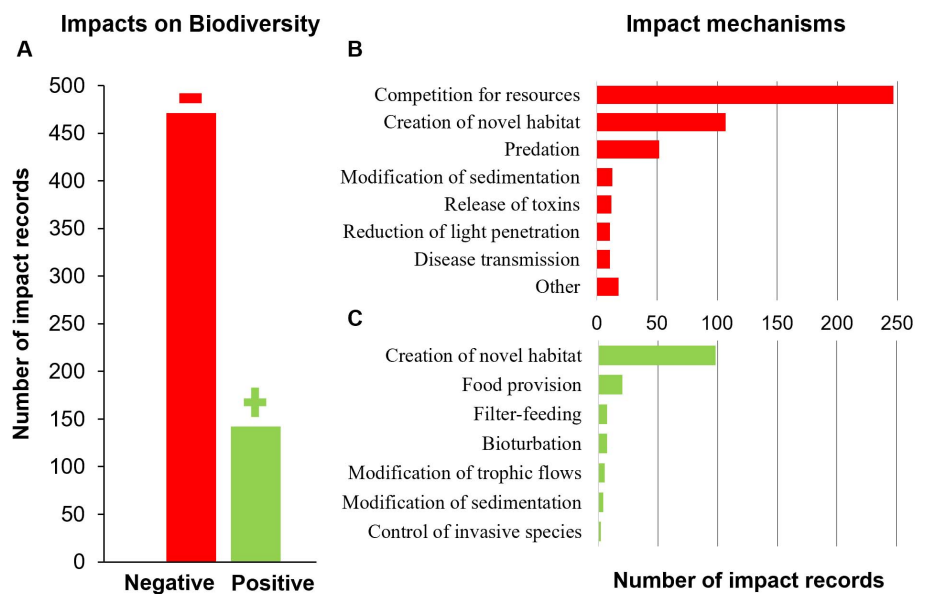 Impacts on Biodiversity
Impact mechanisms
A
Number of impact records
500
450
400
350
300
250
200
150
100
50
0
Negative Positive
B
Competition for resources
Creation of novel habitat
Predation
Modification of sedimentation
Release of toxins
Reduction of light penetration
Disease transmission
Other
0 50 100 150 200 250
C
Creation of novel habitat
Food provision
Filter-feeding
Bioturbation
Modification of trophic flows
Modification of sedimentation
Control of invasive species
Number of impact records